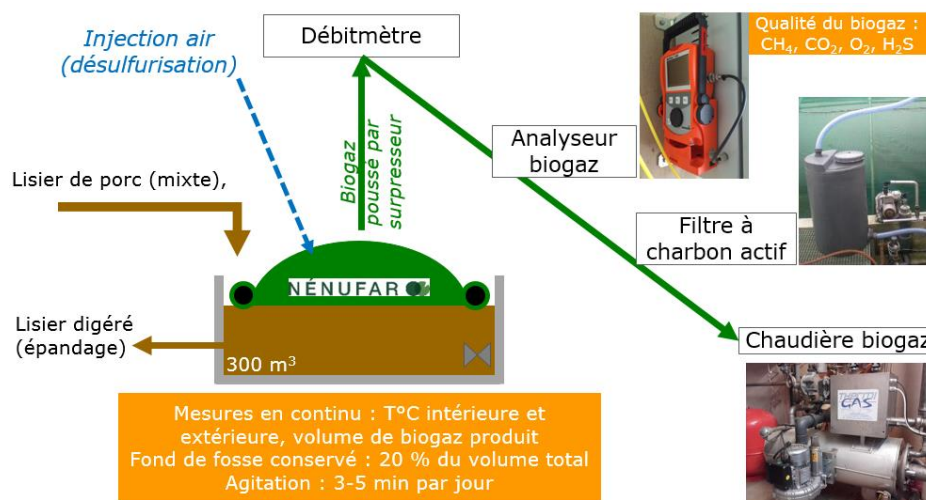 Injection air
(désulfurisation)
Débitmètre
Qualité du biogaz :
CH₄, CO₂, O₂, H₂S
Biogaz
poussé par
surpresseur
Analyseur
biogaz
Lisier de porc (mixte),
Filtre à
charbon actif
NÉNUFAR
Lisier digéré
(épandage)
300 m³
Chaudière biogaz
GAS
Mesures en continu : T°C intérieure et
extérieure, volume de biogaz produit
Fond de fosse conservé : 20 % du volume total
Agitation : 3-5 min par jour